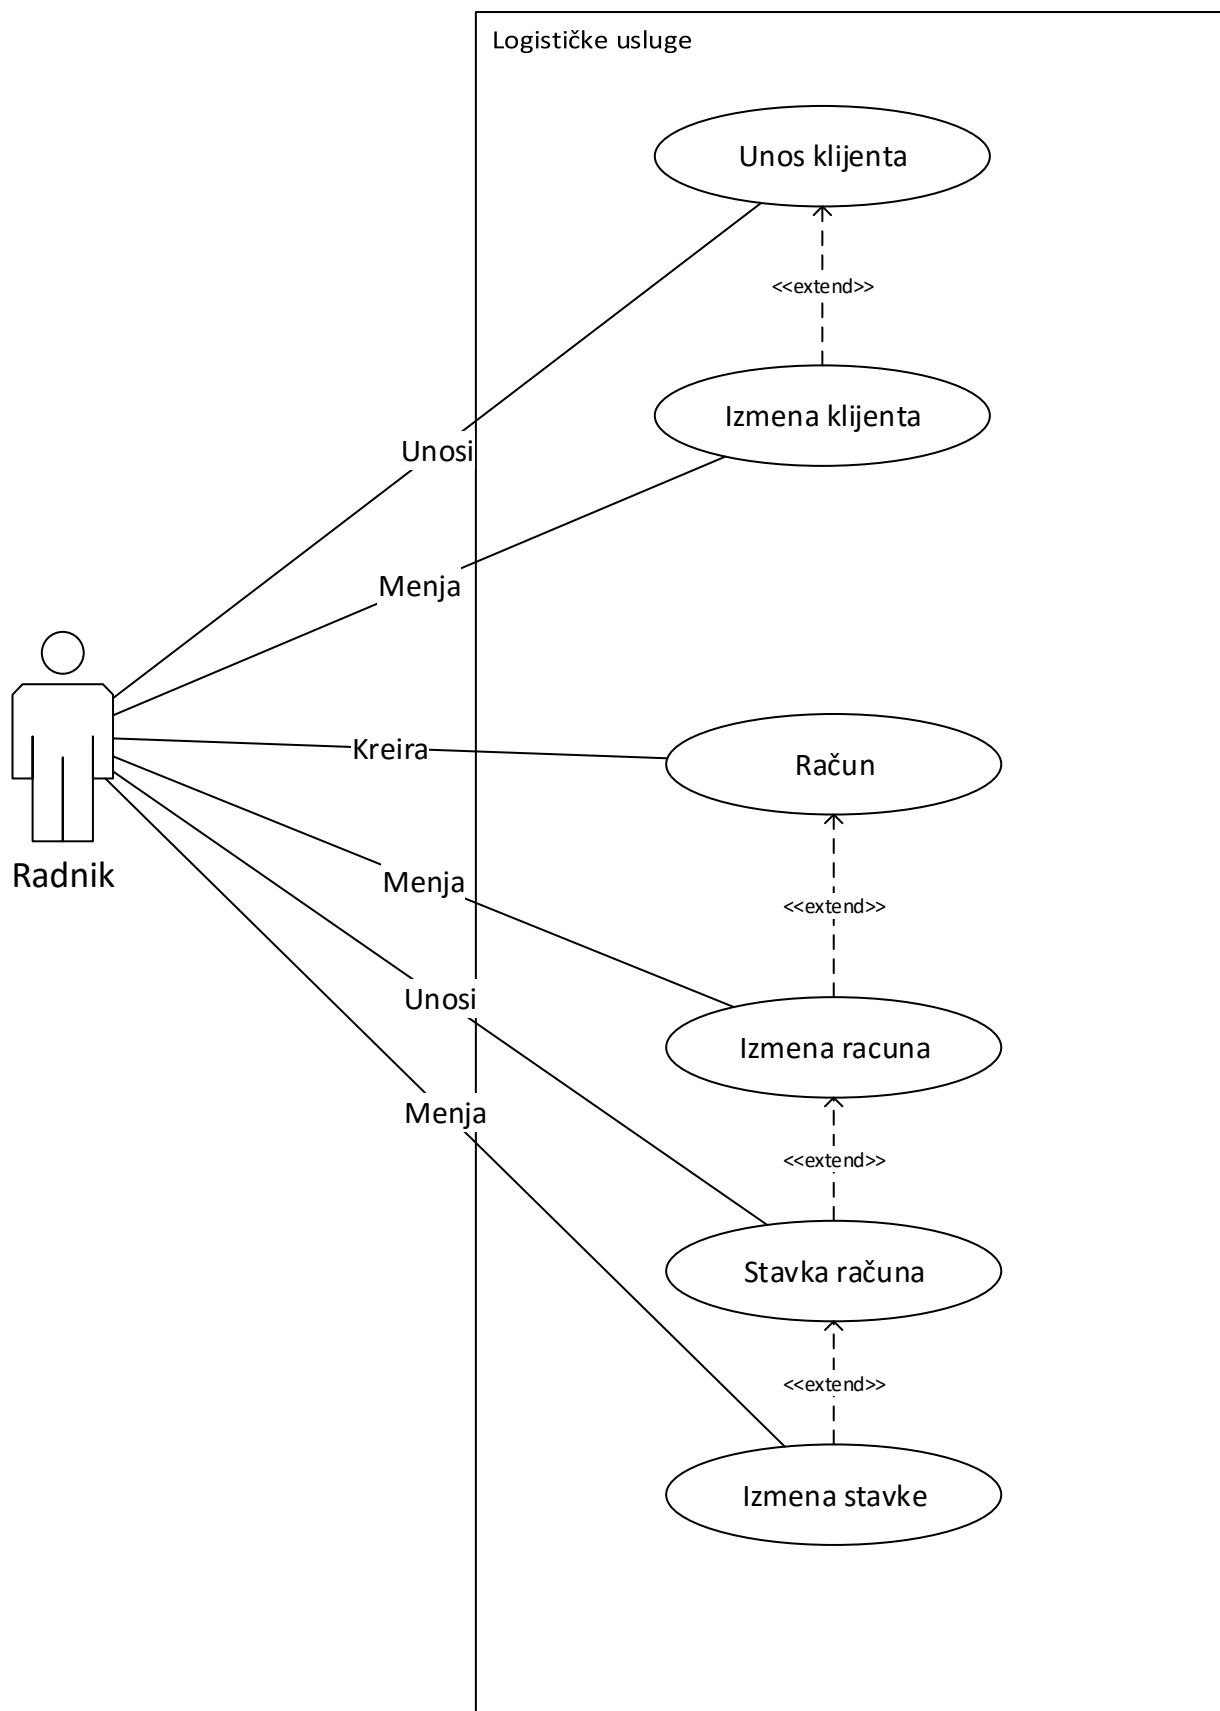 Logističke usluge
Unos klijenta
<<extend>>
Izmena klijenta
Unosi
Menja
Kreira
Račun
Radnik
Menja
<<extend>>
Unosi
Izmena racuna
Menja
<<extend>>
Stavka računa
<<extend>>
Izmena stavke